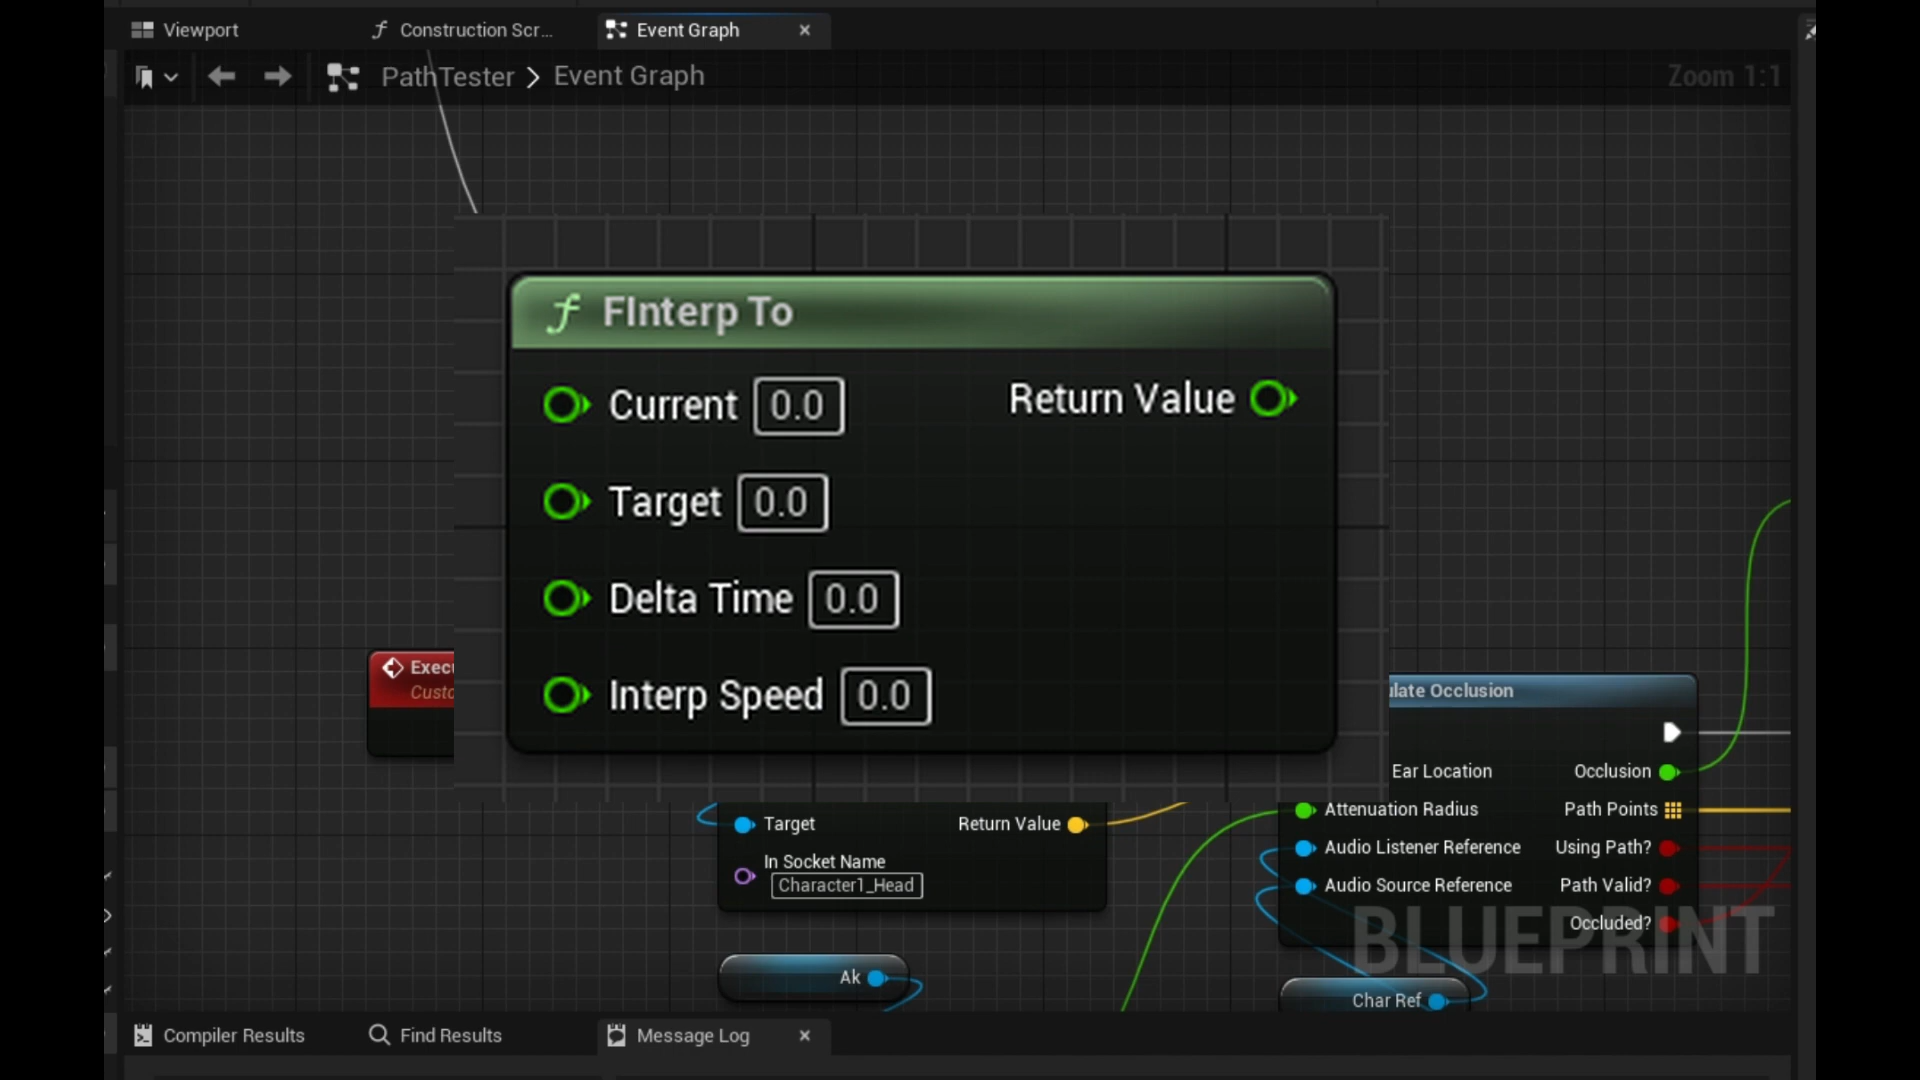 Viewport
Construction Scr...
Event Graph
PathTester > Event Graph
Zoom 1:1
FInterp To
Current 0.0
Return Value
Target 0.0
Delta Time 0.0
Interp Speed 0.0
Execu
Custo
ulate Occlusion
Ear Location
Occlusion
Attenuation Radius
Path Points
Target
Return Value
Audio Listener Reference
Using Path?
In Socket Name
Character1_Head
Audio Source Reference
Path Valid?
Occluded?
BLUEPRINT
Ak
Char Ref
Compiler Results
Find Results
Message Log